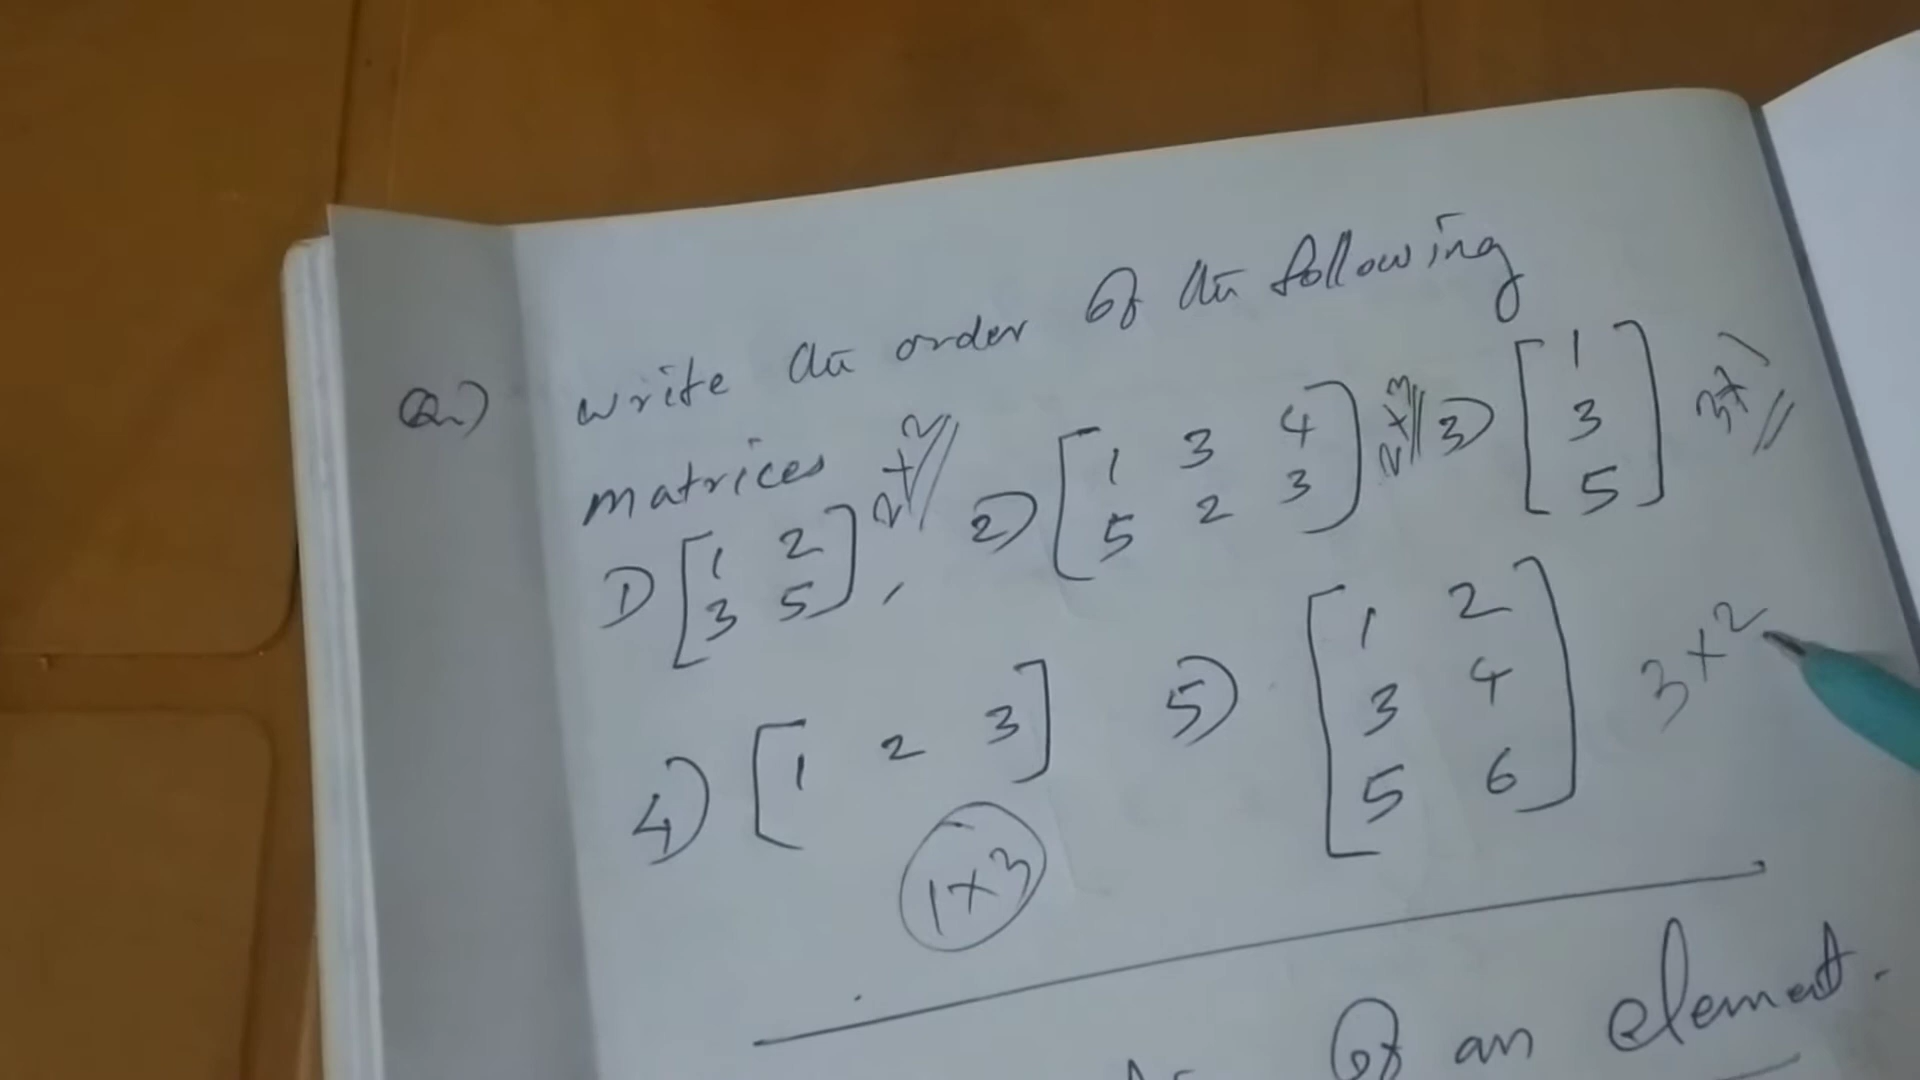 Qn) Write the order of the following
matrices
1) [1 2
3 5], 2×2 2) [1 3 4
5 2 3] 2×3 3) [1
3
5] 3×1
4) [1 2 3] 1×3 5) [1 2
3 4
5 6] 3×2
of an element.